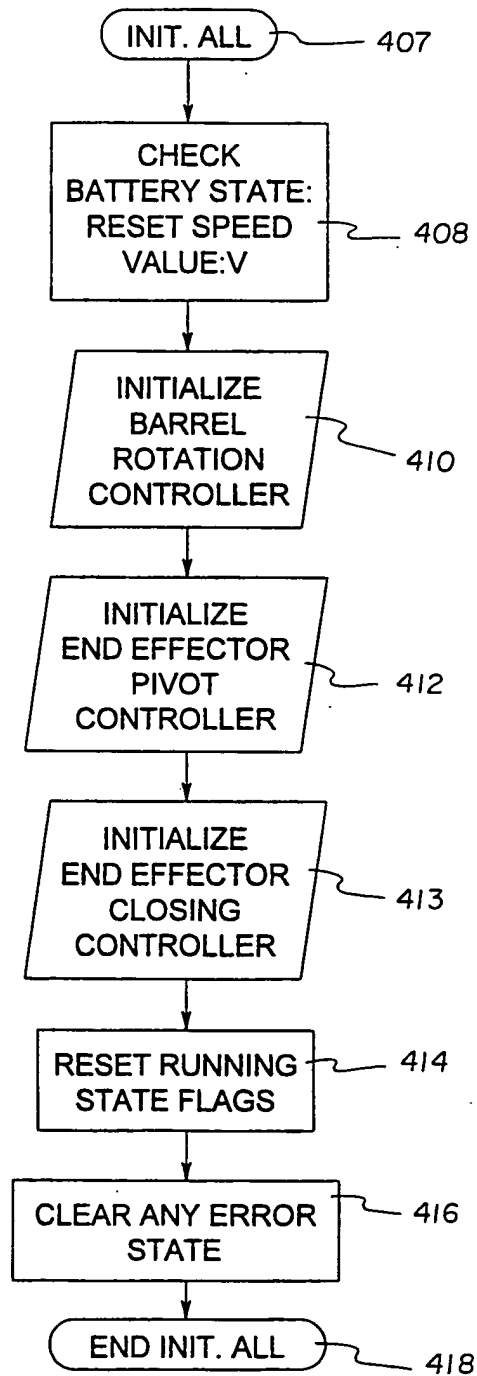 INIT. ALL
407
CHECK
BATTERY STATE:
RESET SPEED
VALUE:V
408
INITIALIZE
BARREL
ROTATION
CONTROLLER
410
INITIALIZE
END EFFECTOR
PIVOT
CONTROLLER
412
INITIALIZE
END EFFECTOR
CLOSING
CONTROLLER
413
RESET RUNNING
STATE FLAGS
414
CLEAR ANY ERROR
STATE
416
END INIT. ALL
418